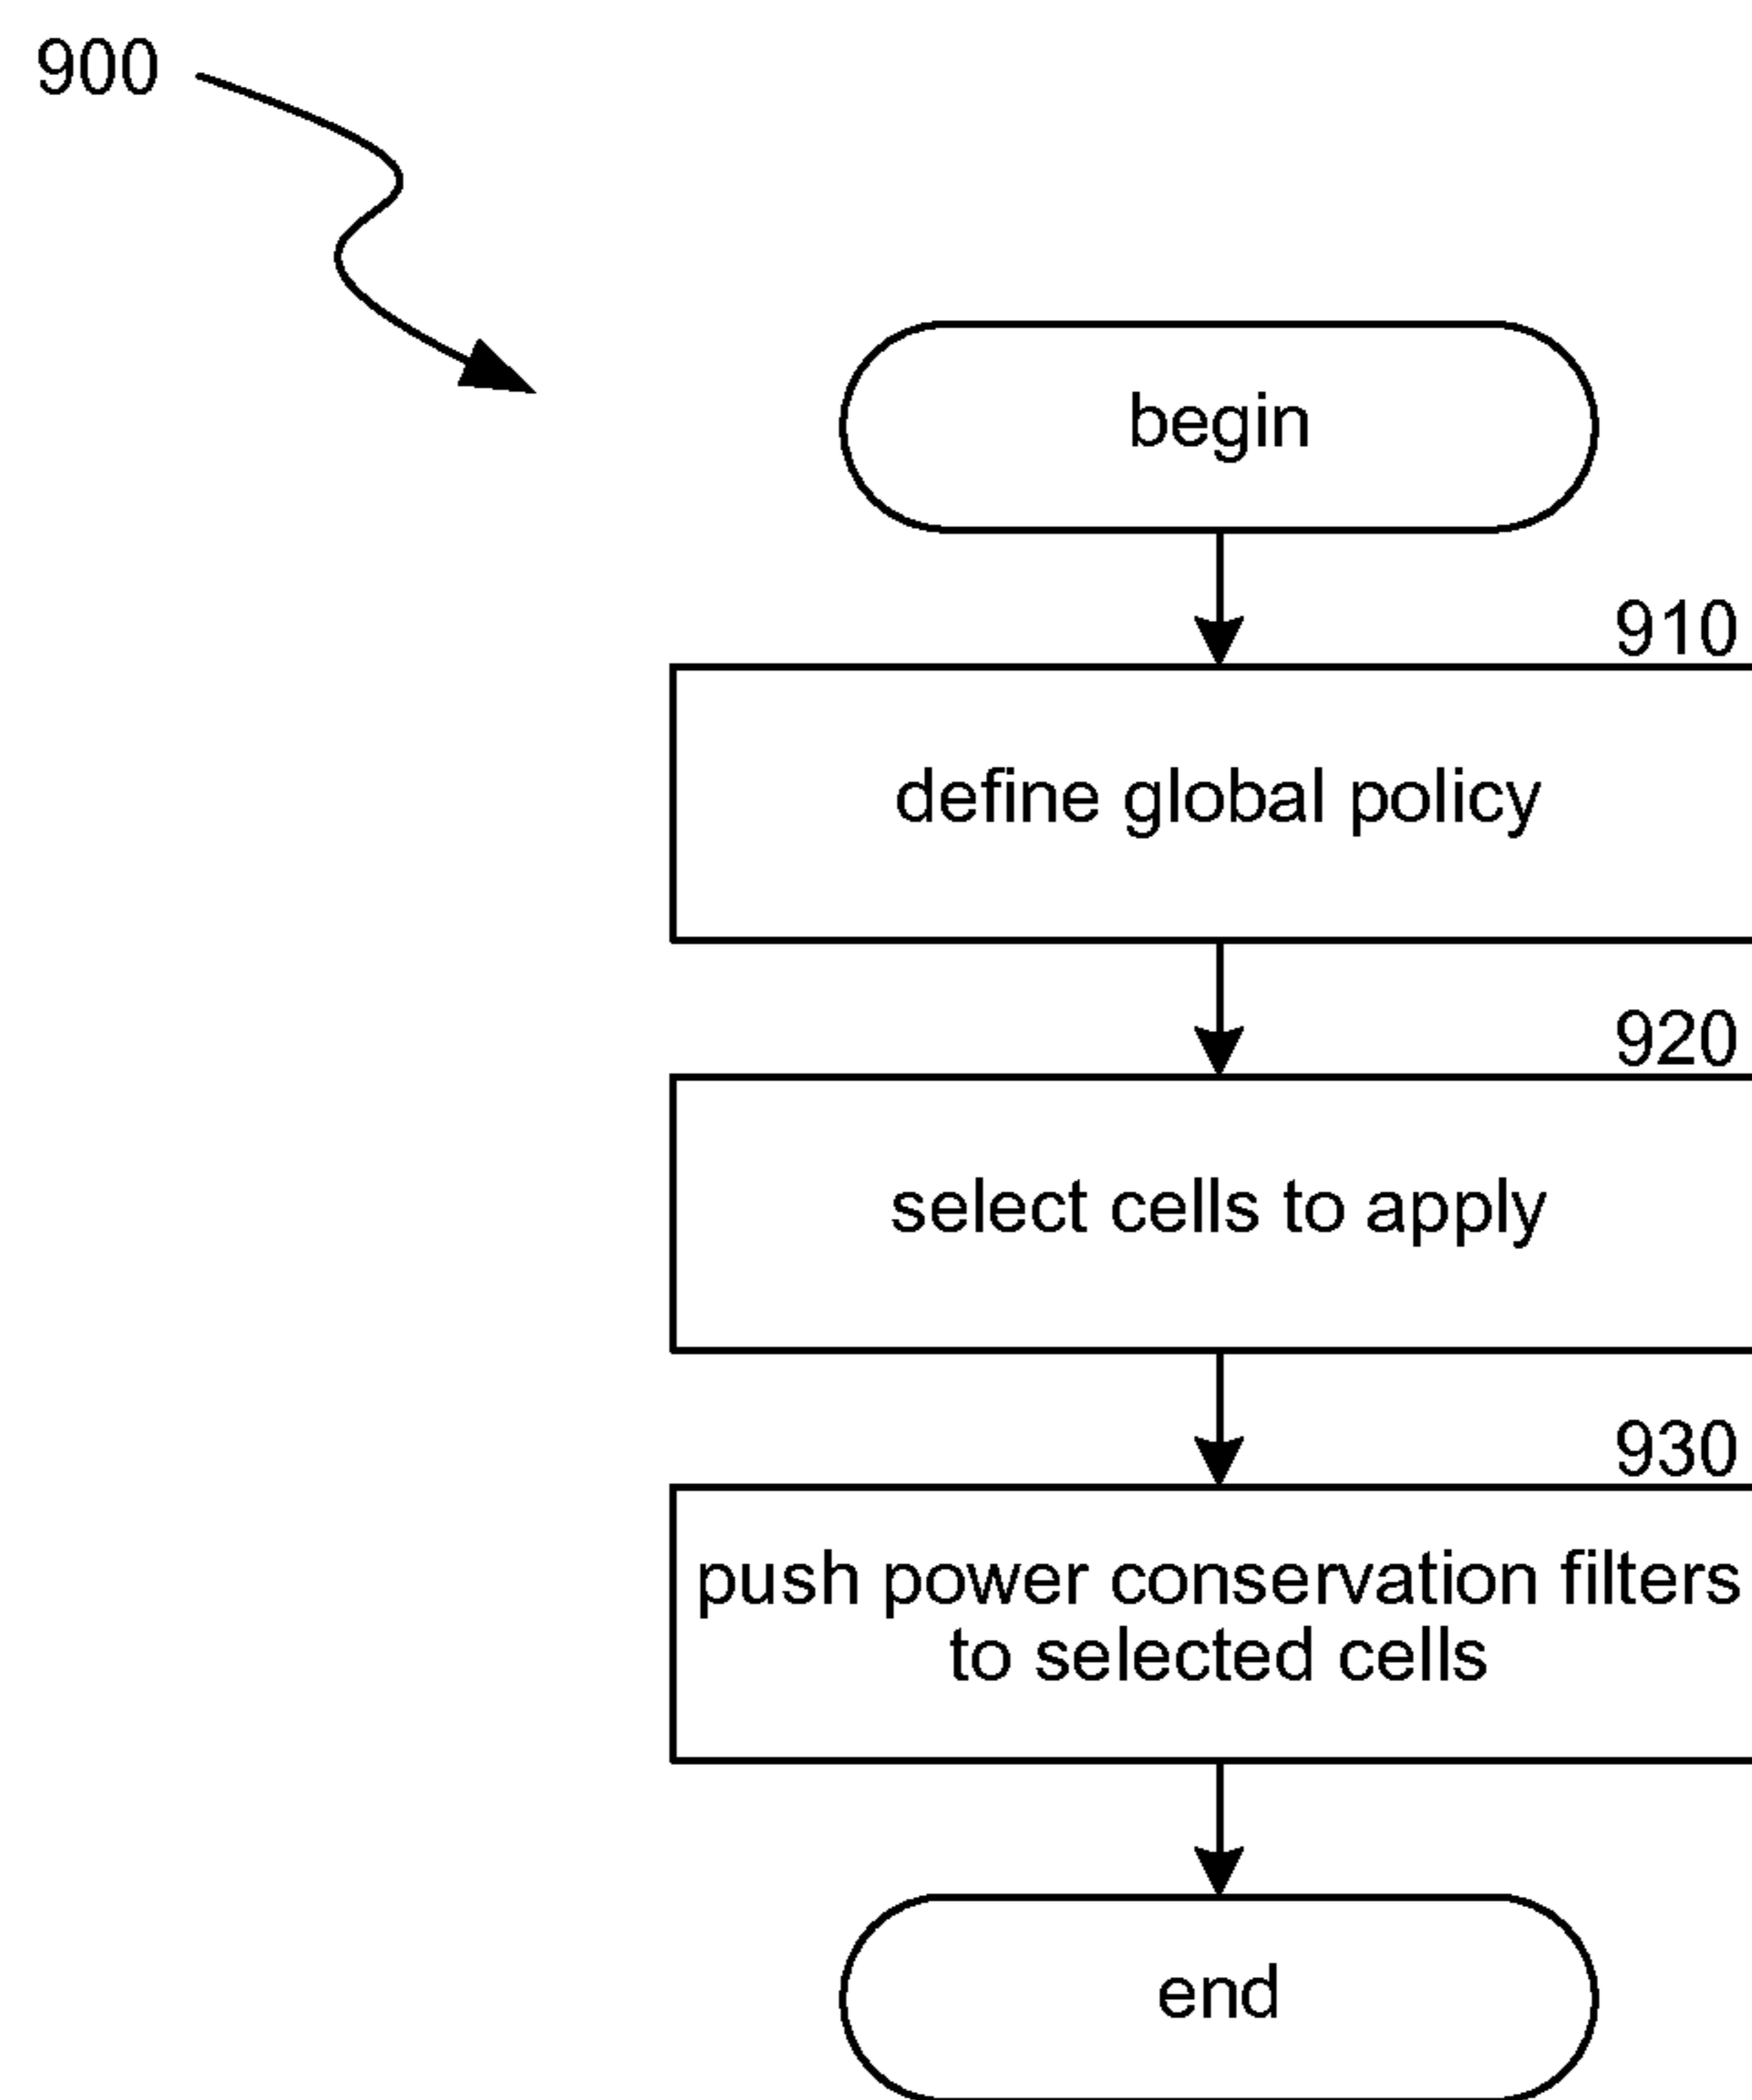 900
begin
910
define global policy
920
select cells to apply
930
push power conservation filters
to selected cells
end